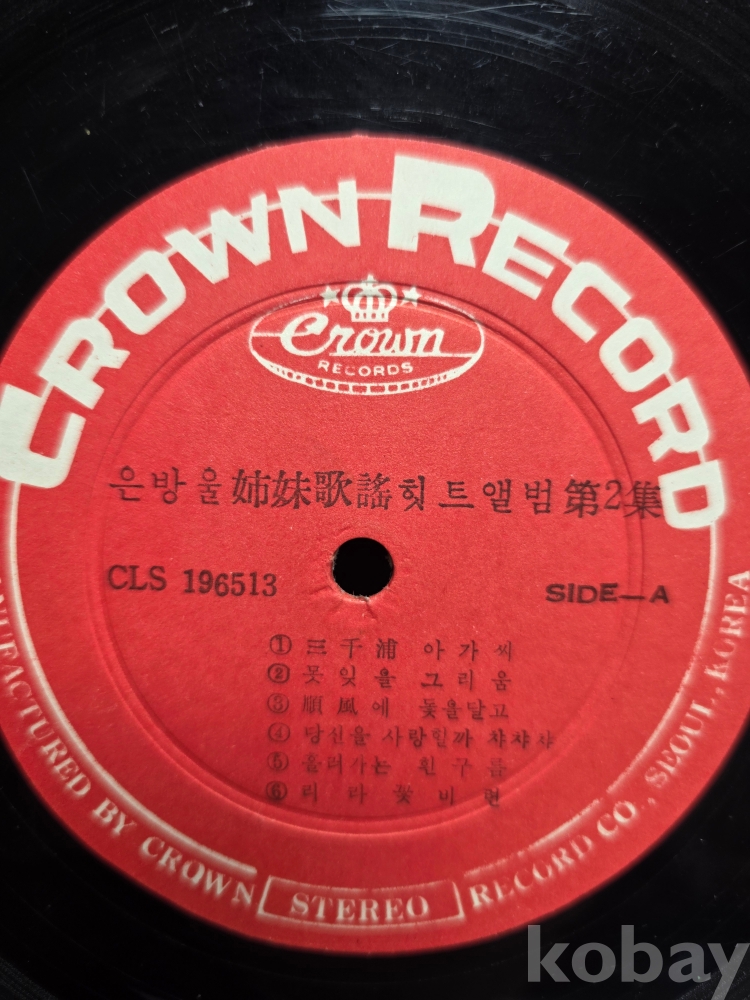 CROWN RECORD
Crown
RECORDS
은방울姉妹歌謠힛트앨범第2集
CLS 196513
SIDE—A
① 三千浦 아가씨
② 못잊을 그리움
③ 順風에 돛을달고
④ 당신을 사랑할까 차차차
⑤ 흘러가는 흰구름
⑥ 리라꽃비련
MANUFACTURED BY CROWN RECORD CO., SEOUL, KOREA
STEREO
kobay